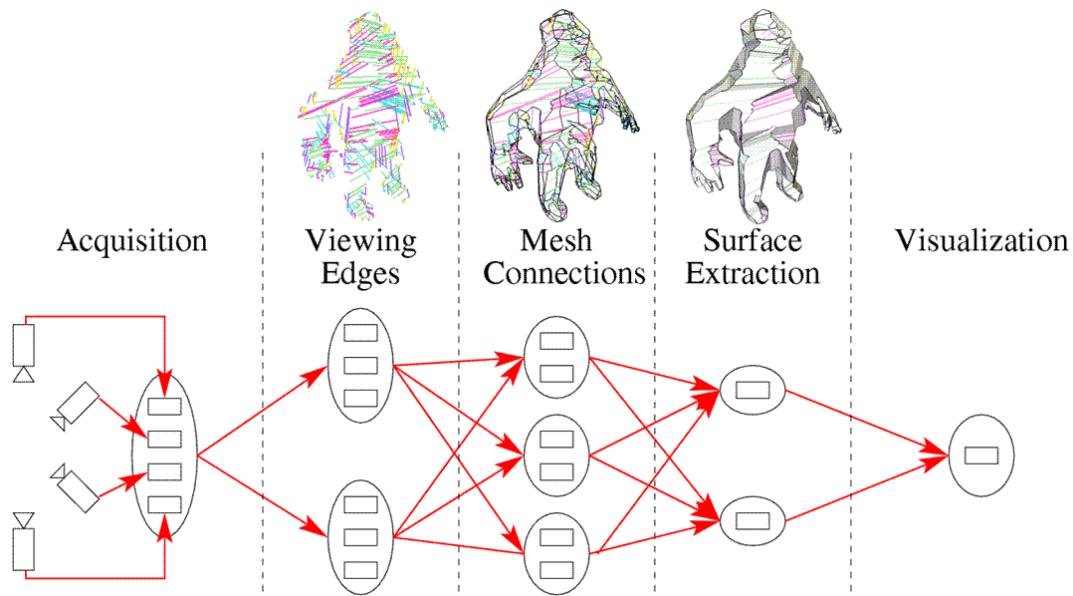 Acquisition
Viewing
Edges
Mesh
Connections
Surface
Extraction
Visualization